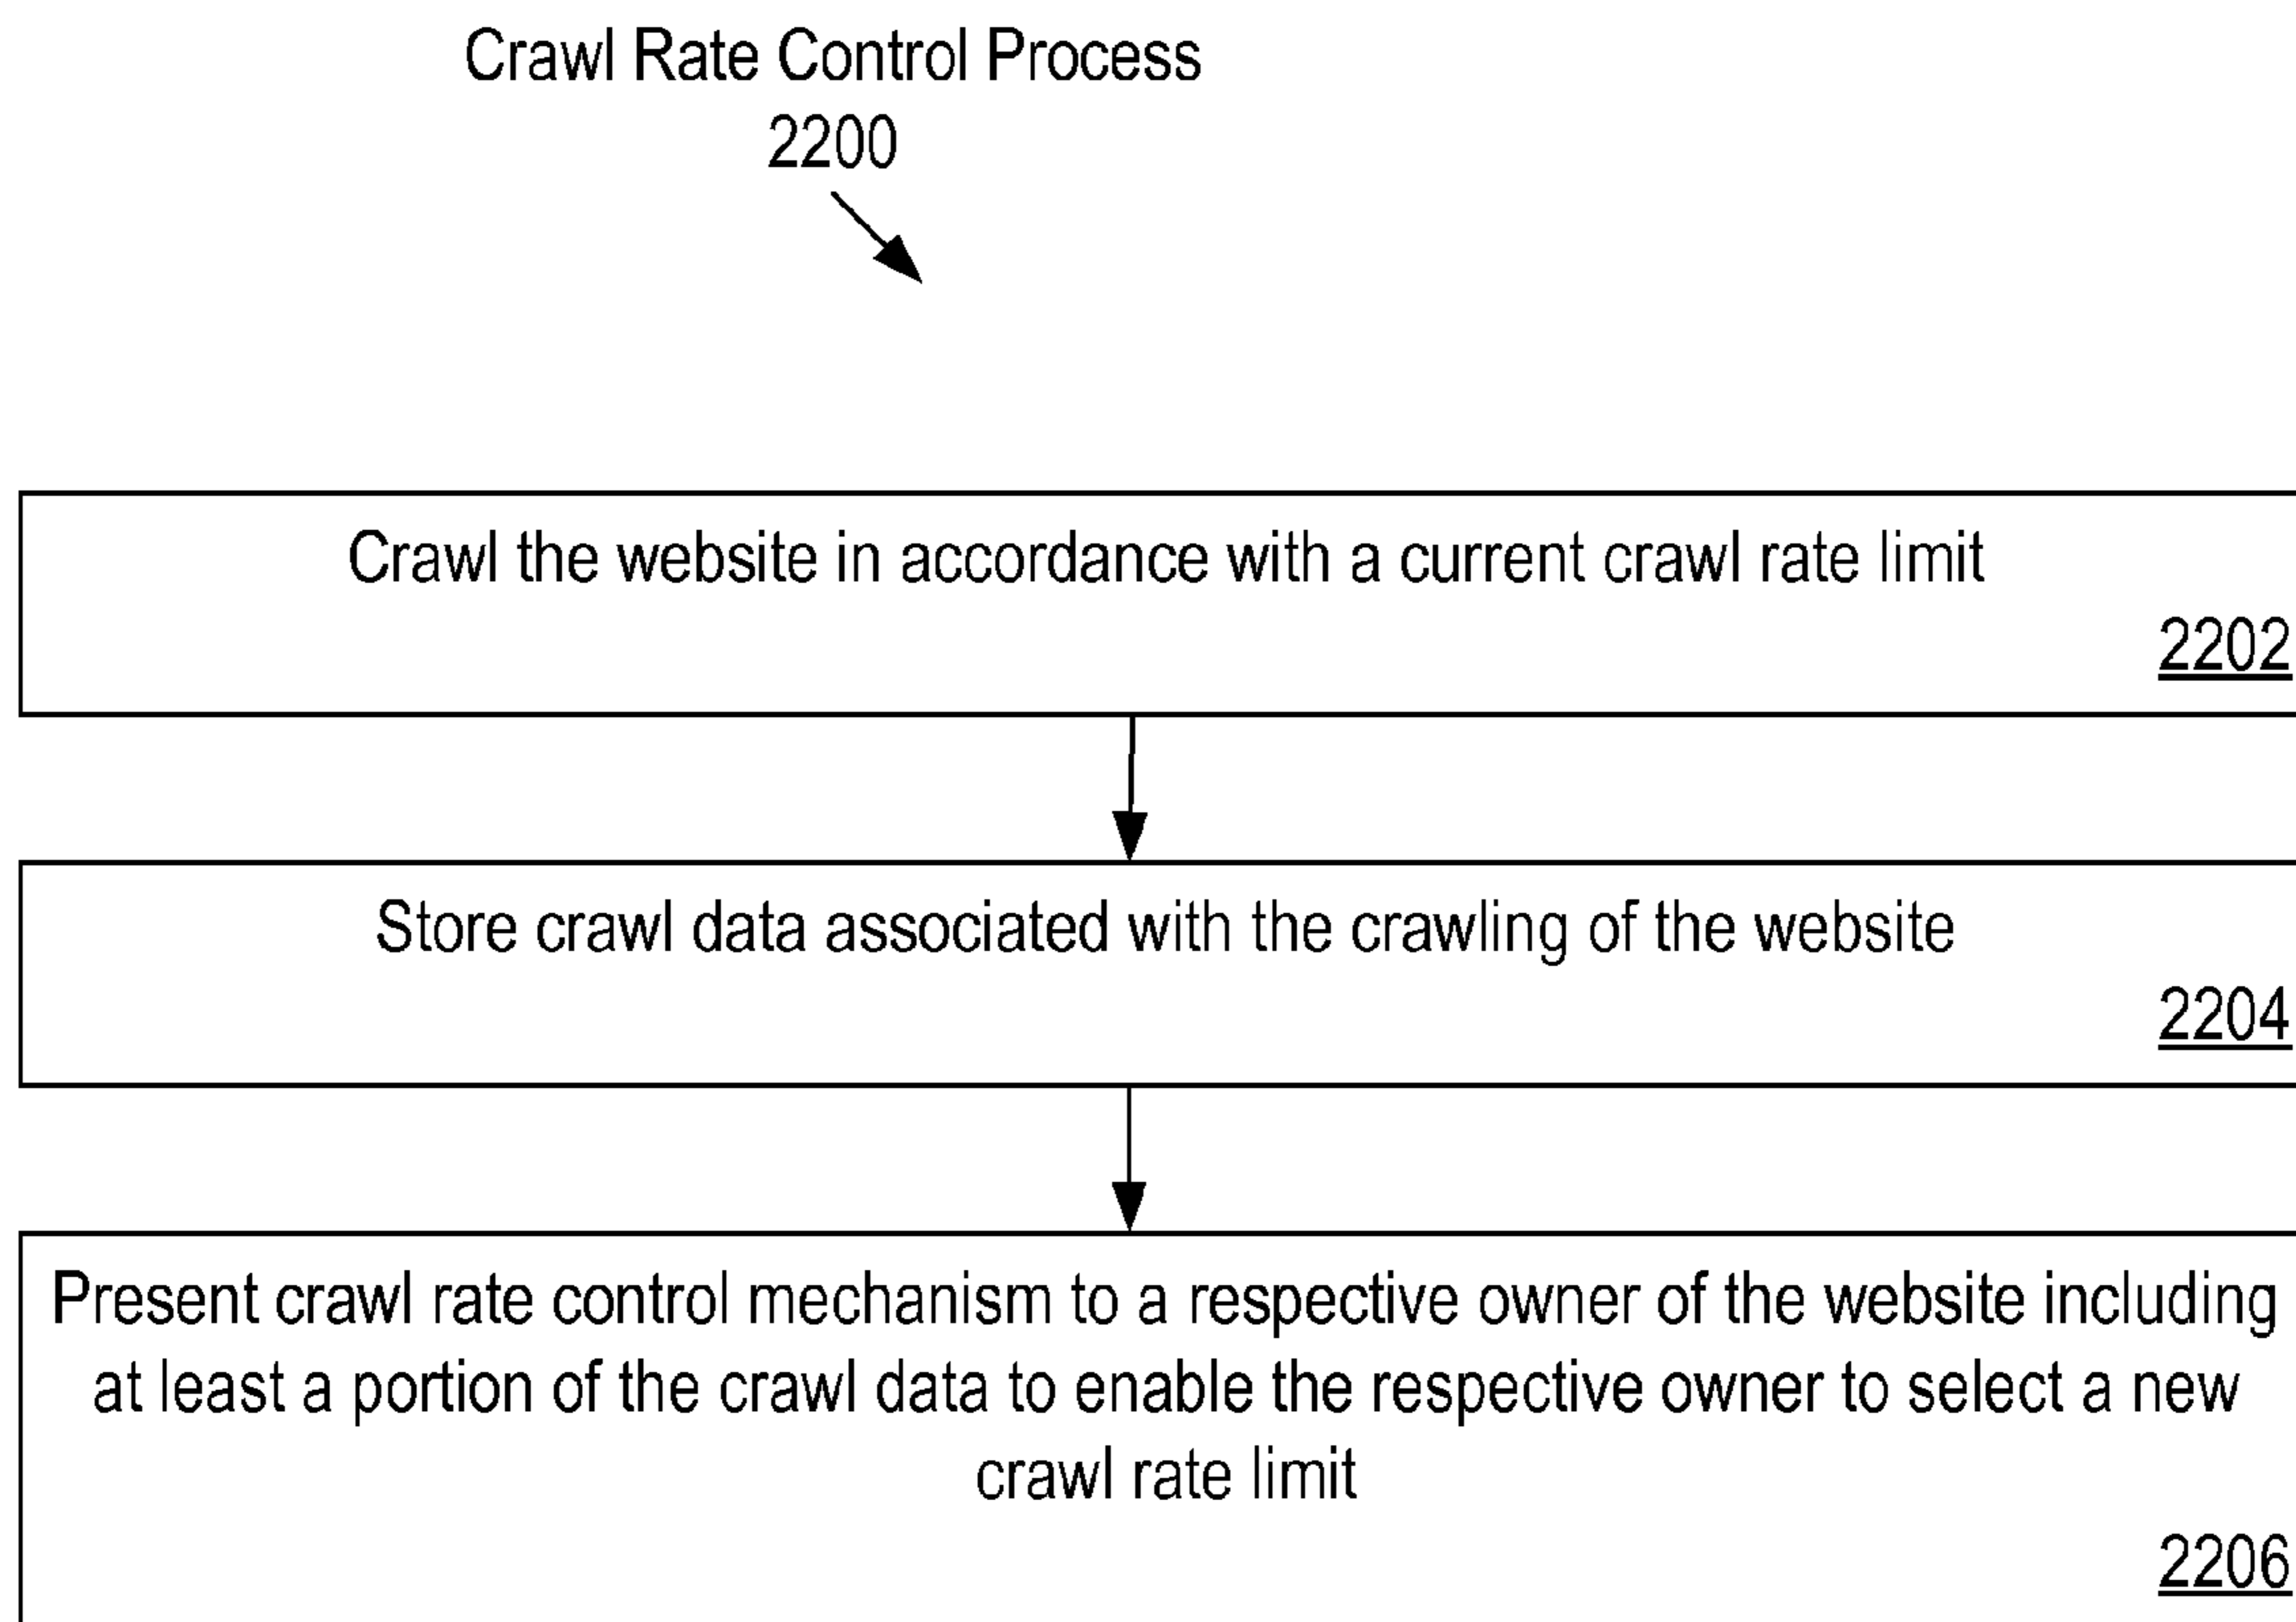 Crawl Rate Control Process
2200
Crawl the website in accordance with a current crawl rate limit
2202
Store crawl data associated with the crawling of the website
2204
Present crawl rate control mechanism to a respective owner of the website including
at least a portion of the crawl data to enable the respective owner to select a new
crawl rate limit
2206